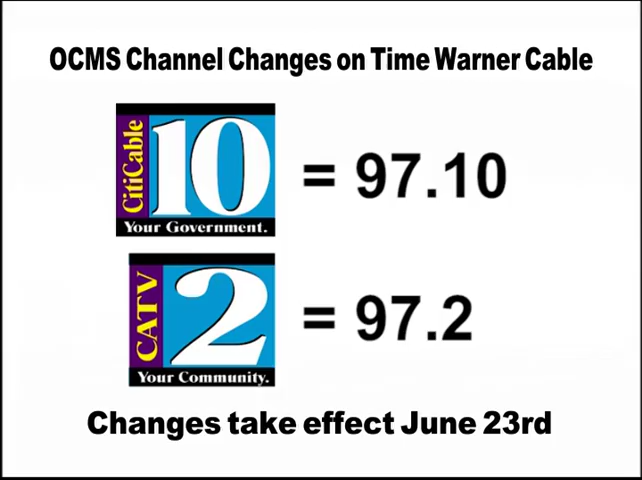 OCMS Channel Changes on Time Warner Cable
CitiCable 10
Your Government.
= 97.10
CATV 2
Your Community.
= 97.2
Changes take effect June 23rd